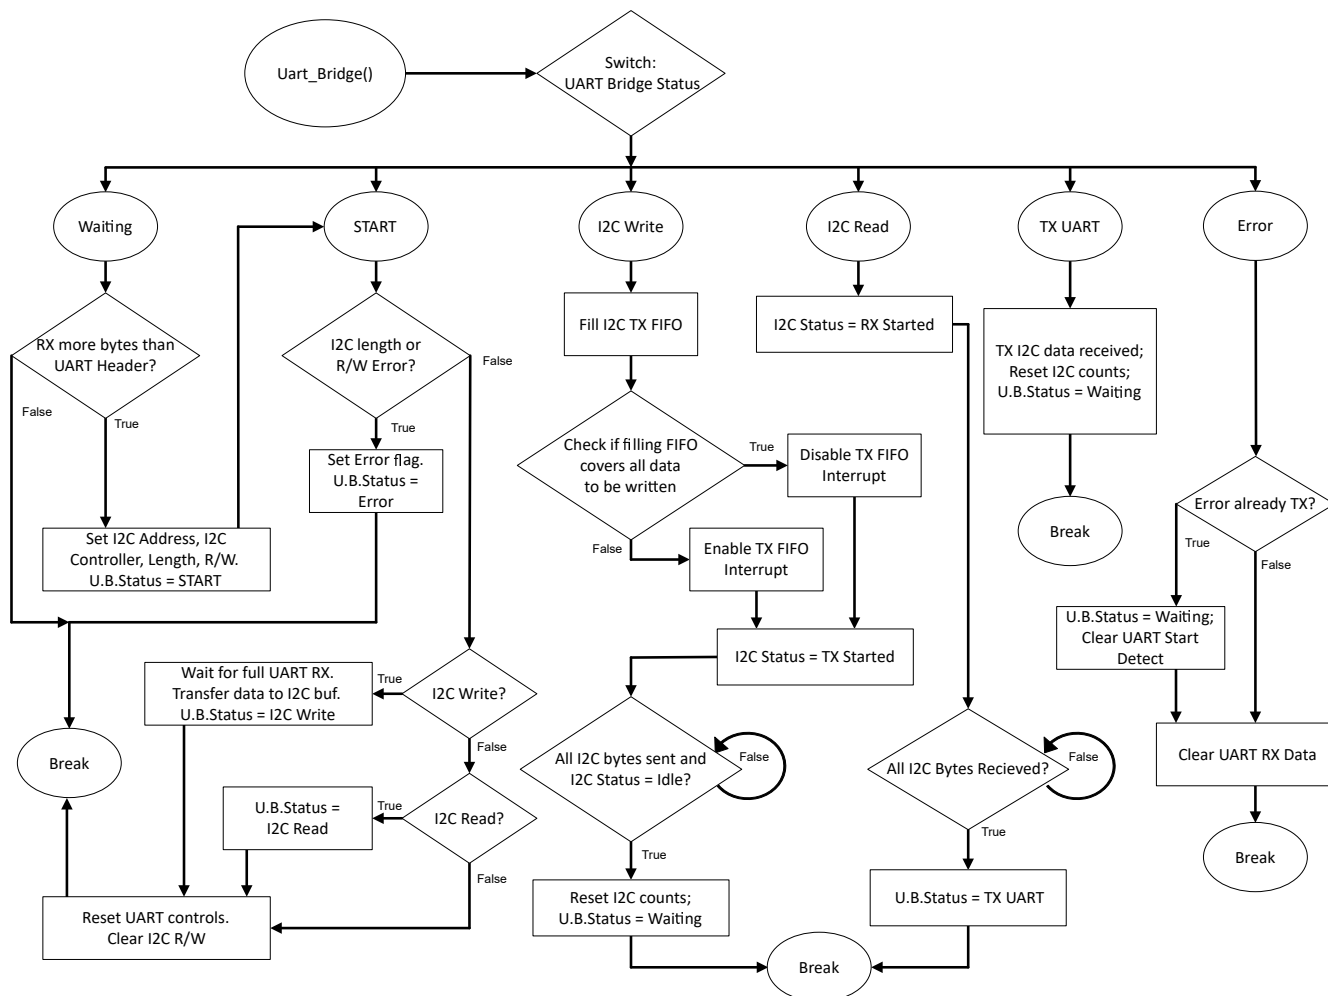 Uart_Bridge()
Switch:
UART Bridge Status
Waiting
START
I2C Write
I2C Read
TX UART
Error
RX more bytes than
UART Header?
False
True
I2C length or
R/W Error?
False
True
Set Error flag.
U.B.Status =
Error
Set I2C Address, I2C
Controller, Length, R/W.
U.B.Status = START
Fill I2C TX FIFO
Check if filling FIFO
covers all data
to be written
True
Disable TX FIFO
Interrupt
False
Enable TX FIFO
Interrupt
I2C Status = TX Started
I2C Status = RX Started
TX I2C data received;
Reset I2C counts;
U.B.Status = Waiting
Break
Error already TX?
True
False
U.B.Status = Waiting;
Clear UART Start
Detect
Clear UART RX Data
Break
Wait for full UART RX.
Transfer data to I2C buf.
U.B.Status = I2C Write
True
I2C Write?
False
Break
U.B.Status =
I2C Read
True
I2C Read?
False
Reset UART controls.
Clear I2C R/W
All I2C bytes sent and
I2C Status = Idle?
False
True
Reset I2C counts;
U.B.Status = Waiting
All I2C Bytes Recieved?
False
True
U.B.Status = TX UART
Break